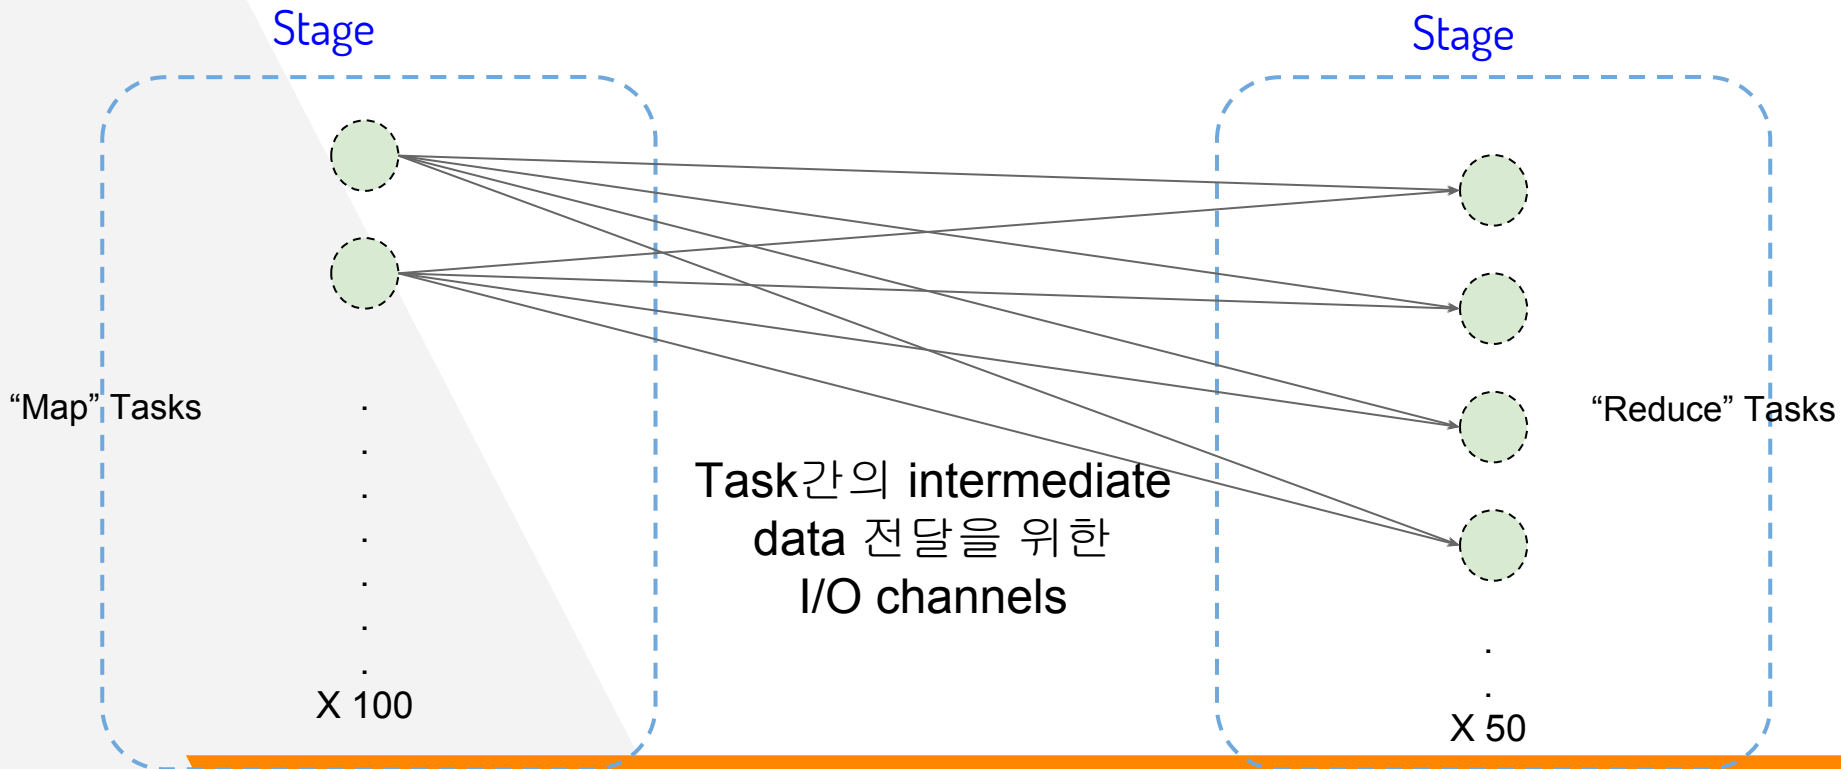 Stage
Stage
“Map” Tasks
“Reduce” Tasks
Task간의 intermediate
data 전달을 위한
I/O channels
X 100
X 50